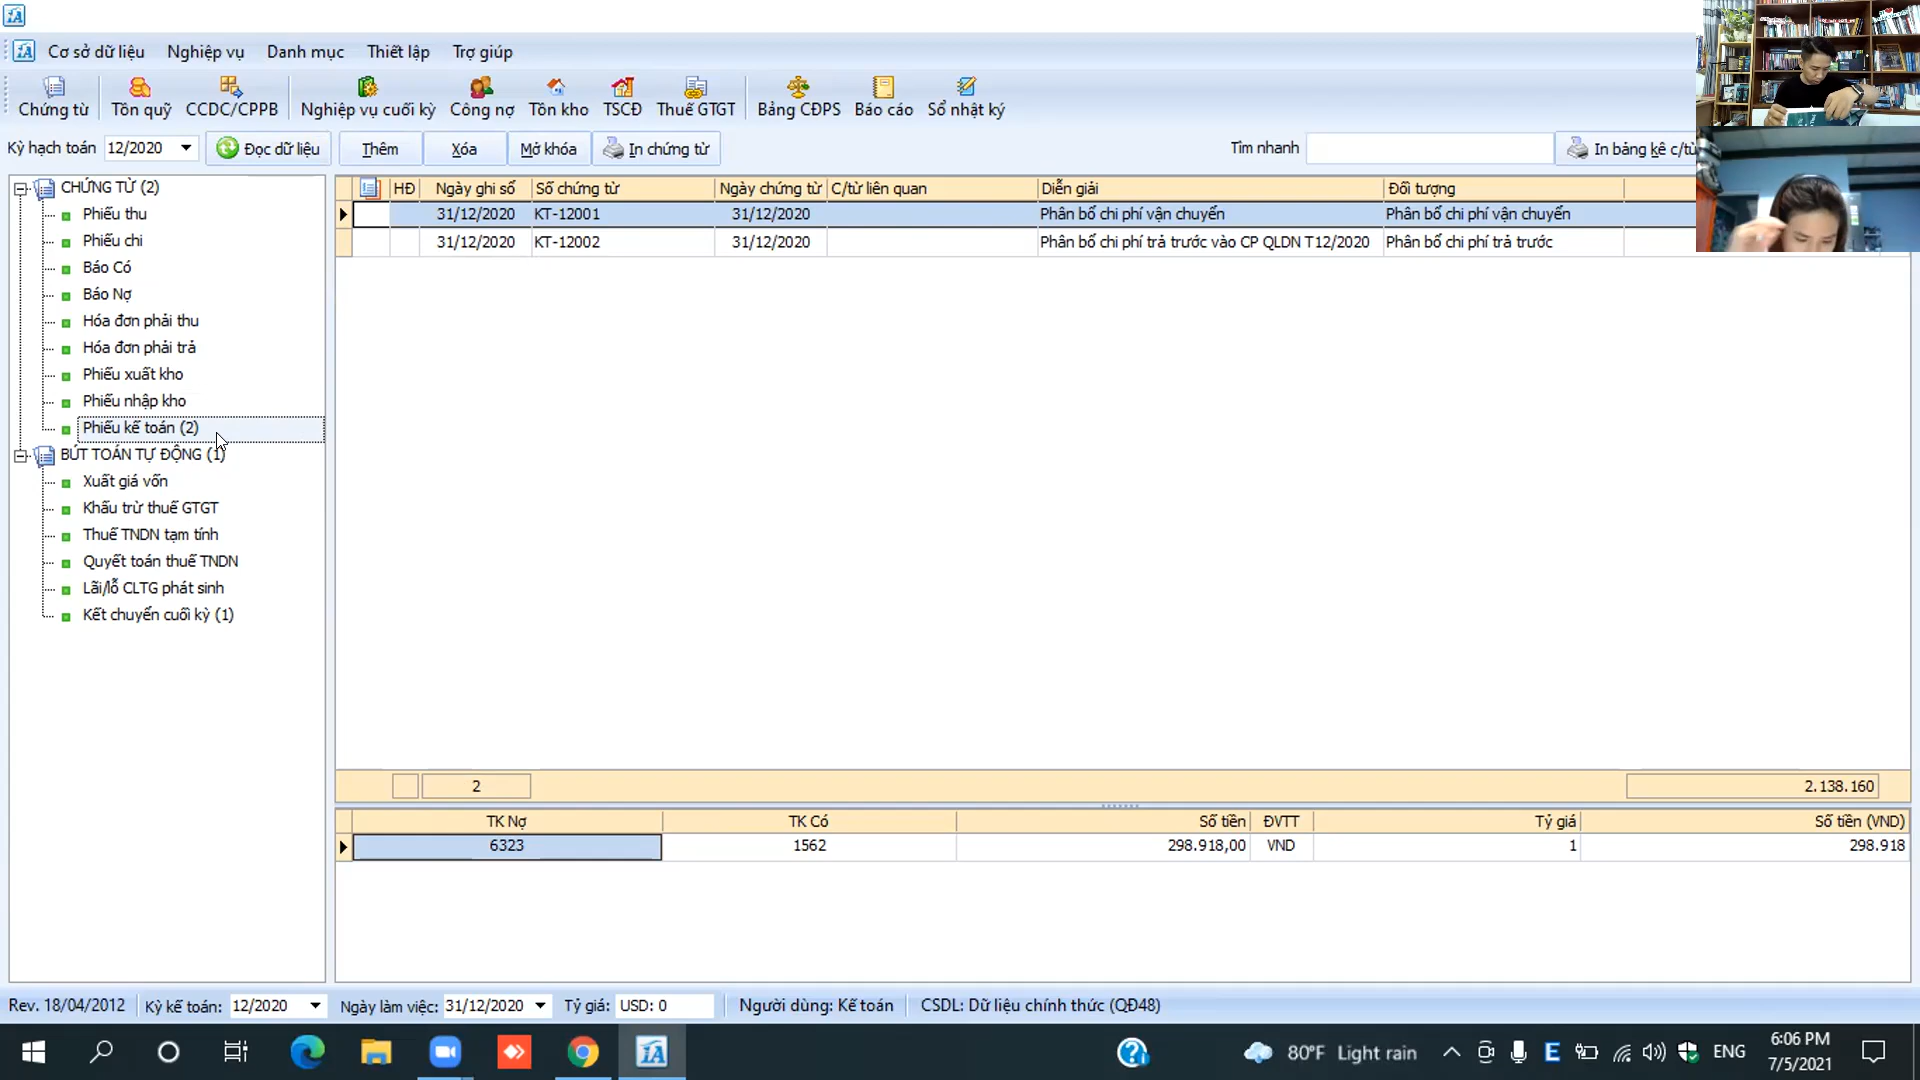 Cơ sở dữ liệu Nghiệp vụ Danh mục Thiết lập Trợ giúp
Chứng từ Tồn quỹ CCDC/CPPB Nghiệp vụ cuối kỳ Công nợ Tồn kho TSCĐ Thuế GTGT Bảng CĐPS Báo cáo Sổ nhật ký
Kỳ hạch toán 12/2020 Đọc dữ liệu Thêm Xóa Mở khóa In chứng từ Tìm nhanh In bảng kê c/từ
CHỨNG TỪ (2)
Phiếu thu
Phiếu chi
Báo Có
Báo Nợ
Hóa đơn phải thu
Hóa đơn phải trả
Phiếu xuất kho
Phiếu nhập kho
Phiếu kế toán (2)
BÚT TOÁN TỰ ĐỘNG (1)
Xuất giá vốn
Khấu trừ thuế GTGT
Thuế TNDN tạm tính
Quyết toán thuế TNDN
Lãi/lỗ CLTG phát sinh
Kết chuyển cuối kỳ (1)
HĐ Ngày ghi sổ Số chứng từ Ngày chứng từ C/từ liên quan Diễn giải Đối tượng
31/12/2020 KT-12001 31/12/2020 Phân bổ chi phí vận chuyển Phân bổ chi phí vận chuyển
31/12/2020 KT-12002 31/12/2020 Phân bổ chi phí trả trước vào CP QLDN T12/2020 Phân bổ chi phí trả trước
2 2.138.160
TK Nợ TK Có Số tiền ĐVTT Tỷ giá Số tiền (VND)
6323 1562 298.918,00 VND 1 298.918
Rev. 18/04/2012 Kỳ kế toán: 12/2020 Ngày làm việc: 31/12/2020 Tỷ giá: USD: 0 Người dùng: Kế toán CSDL: Dữ liệu chính thức (QĐ48)
80°F Light rain ENG 6:06 PM
7/5/2021